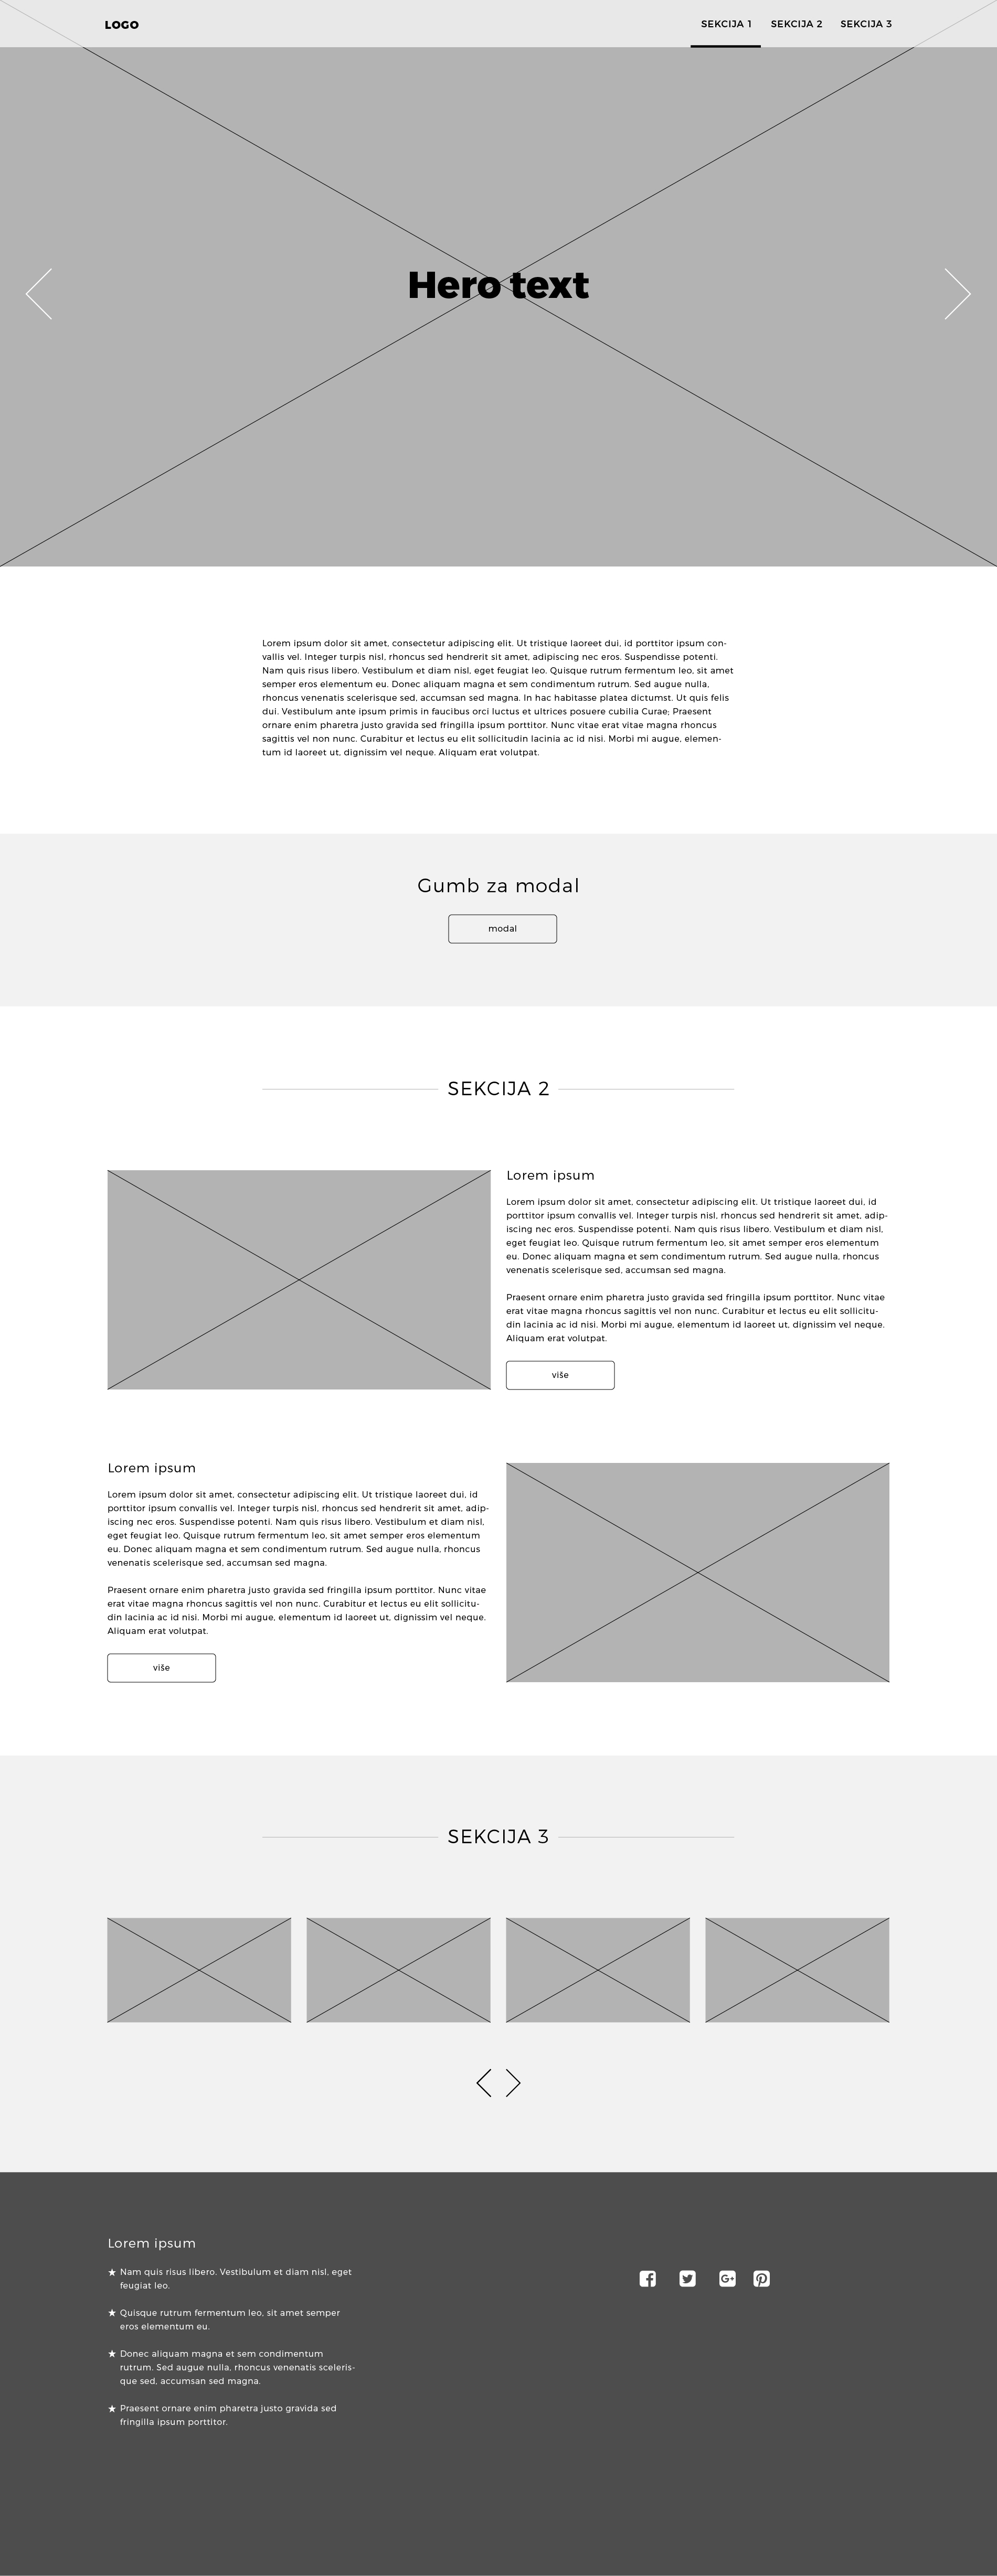 LOGO
SEKCIJA 1 SEKCIJA 2 SEKCIJA 3
Hero text
Lorem ipsum dolor sit amet, consectetur adipiscing elit. Ut tristique laoreet dui, id porttitor ipsum con-
vallis vel. Integer turpis nisl, rhoncus sed hendrerit sit amet, adipiscing nec eros. Suspendisse potenti.
Nam quis risus libero. Vestibulum et diam nisl, eget feugiat leo. Quisque rutrum fermentum leo, sit amet
semper eros elementum eu. Donec aliquam magna et sem condimentum rutrum. Sed augue nulla,
rhoncus venenatis scelerisque sed, accumsan sed magna. In hac habitasse platea dictumst. Ut quis felis
dui. Vestibulum ante ipsum primis in faucibus orci luctus et ultrices posuere cubilia Curae; Praesent
ornare enim pharetra justo gravida sed fringilla ipsum porttitor. Nunc vitae erat vitae magna rhoncus
sagittis vel non nunc. Curabitur et lectus eu elit sollicitudin lacinia ac id nisi. Morbi mi augue, elemen-
tum id laoreet ut, dignissim vel neque. Aliquam erat volutpat.
Gumb za modal
modal
SEKCIJA 2
Lorem ipsum
Lorem ipsum dolor sit amet, consectetur adipiscing elit. Ut tristique laoreet dui, id
porttitor ipsum convallis vel. Integer turpis nisl, rhoncus sed hendrerit sit amet, adip-
iscing nec eros. Suspendisse potenti. Nam quis risus libero. Vestibulum et diam nisl,
eget feugiat leo. Quisque rutrum fermentum leo, sit amet semper eros elementum
eu. Donec aliquam magna et sem condimentum rutrum. Sed augue nulla, rhoncus
venenatis scelerisque sed, accumsan sed magna.
Praesent ornare enim pharetra justo gravida sed fringilla ipsum porttitor. Nunc vitae
erat vitae magna rhoncus sagittis vel non nunc. Curabitur et lectus eu elit sollicitu-
din lacinia ac id nisi. Morbi mi augue, elementum id laoreet ut, dignissim vel neque.
Aliquam erat volutpat.
više
Lorem ipsum
Lorem ipsum dolor sit amet, consectetur adipiscing elit. Ut tristique laoreet dui, id
porttitor ipsum convallis vel. Integer turpis nisl, rhoncus sed hendrerit sit amet, adip-
iscing nec eros. Suspendisse potenti. Nam quis risus libero. Vestibulum et diam nisl,
eget feugiat leo. Quisque rutrum fermentum leo, sit amet semper eros elementum
eu. Donec aliquam magna et sem condimentum rutrum. Sed augue nulla, rhoncus
venenatis scelerisque sed, accumsan sed magna.
Praesent ornare enim pharetra justo gravida sed fringilla ipsum porttitor. Nunc vitae
erat vitae magna rhoncus sagittis vel non nunc. Curabitur et lectus eu elit sollicitu-
din lacinia ac id nisi. Morbi mi augue, elementum id laoreet ut, dignissim vel neque.
Aliquam erat volutpat.
više
SEKCIJA 3
Lorem ipsum
★ Nam quis risus libero. Vestibulum et diam nisl, eget
feugiat leo.
★ Quisque rutrum fermentum leo, sit amet semper
eros elementum eu.
★ Donec aliquam magna et sem condimentum
rutrum. Sed augue nulla, rhoncus venenatis sceleris-
que sed, accumsan sed magna.
★ Praesent ornare enim pharetra justo gravida sed
fringilla ipsum porttitor.